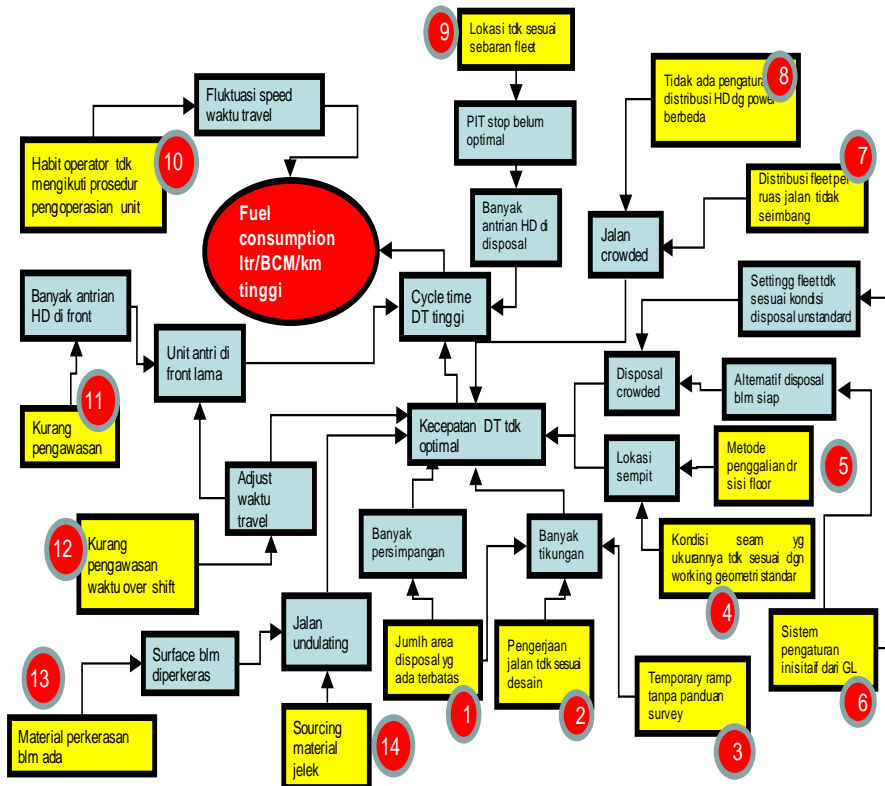 9
Lokasi tdk sesuai
sebaran fleet
Tidak ada pengatura
distribusi HD dg power
berbeda
8
Fluktuasi speed
waktu travel
PIT stop belum
optimal
7
Habit operator tdk
mengikuti prosedur
pengoperasian unit
10
Distribusi fleet per
ruas jalan tidak
seimbang
Fuel
consumption
ltr/BCM/km
tinggi
Banyak
antrian HD di
disposal
Jalan
crowded
Banyak antrian
HD di front
Cycle time
DT tinggi
Settingg fleet tdk
sesuai kondisi
disposal unstandard
Unit antri di
front lama
Disposal
crowded
Alternatif disposal
blm siap
11
Kurang
pengawasan
Kecepatan DT tdk
optimal
Lokasi
sempit
Metode
penggalian dr
sisi floor
5
Adjust
waktu
travel
12
Kurang
pengawasan
waktu over shift
Banyak
persimpangan
Banyak
tikungan
Kondisi seam yg
ukurannya tdk sesuai dgn
working geometri standar
4
Jalan
undulating
Jumlh area
disposal yg
ada terbatas
1
Pengerjaan
jalan tdk sesuai
desain
2
Sistem
pengaturan
inisitaif dari GL
6
Surface blm
diperkeras
13
Material perkerasan
blm ada
Temporary ramp
tanpa panduan
survey
3
Sourcing
material
jelek
14